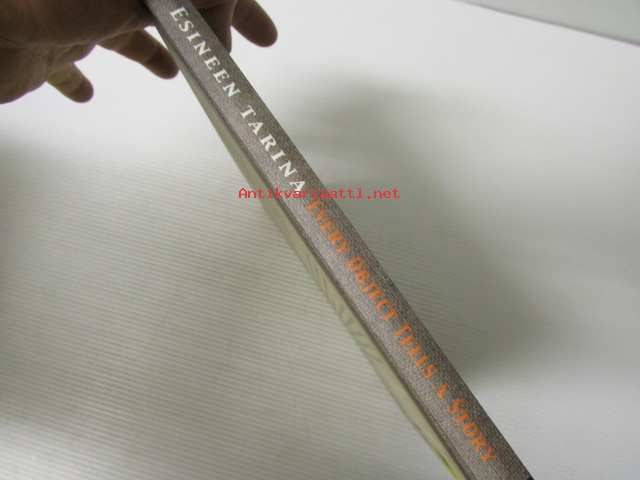 ESINEEN TARINA EVERY OBJECT TELLS A STORY
Antikvariaatti.net